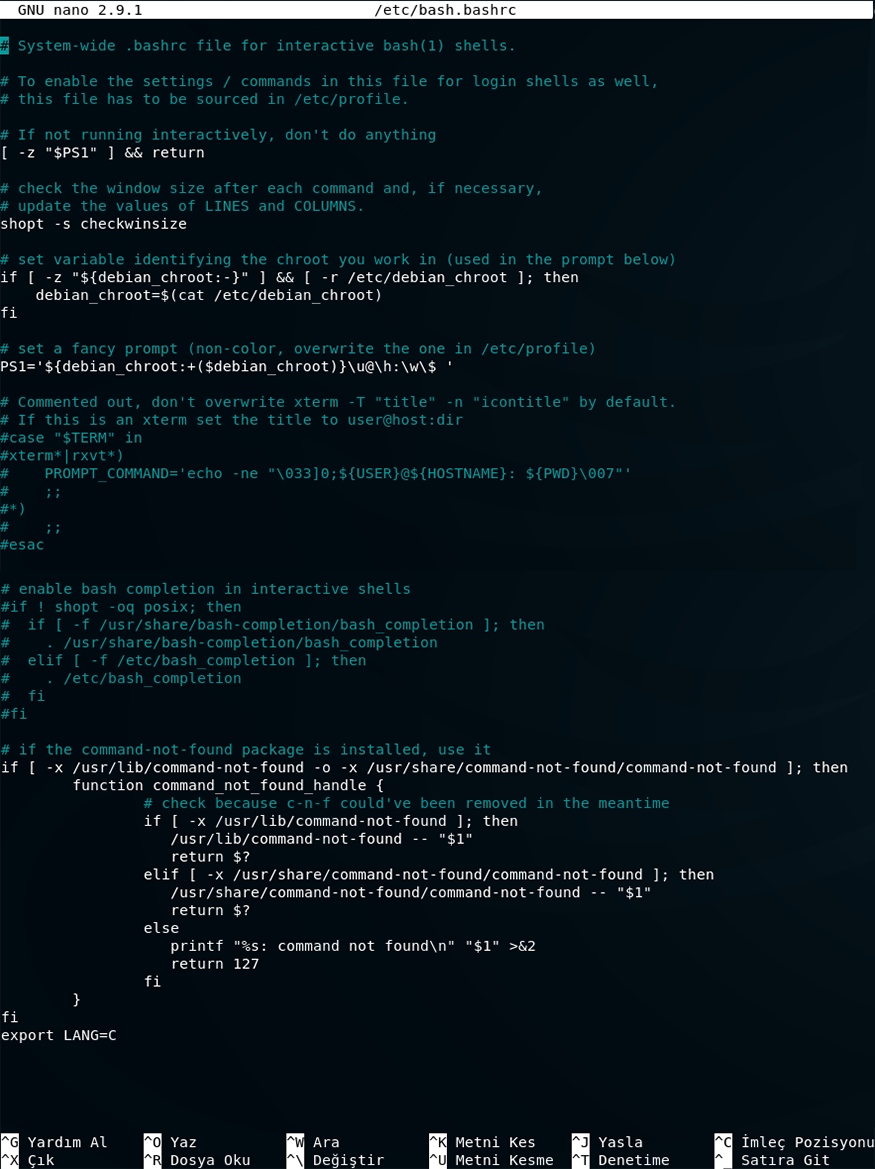 GNU nano 2.9.1 /etc/bash.bashrc
# System-wide .bashrc file for interactive bash(1) shells.
# To enable the settings / commands in this file for login shells as well,
# this file has to be sourced in /etc/profile.
# If not running interactively, don't do anything
[ -z "$PS1" ] && return
# check the window size after each command and, if necessary,
# update the values of LINES and COLUMNS.
shopt -s checkwinsize
# set variable identifying the chroot you work in (used in the prompt below)
if [ -z "${debian_chroot:-}" ] && [ -r /etc/debian_chroot ]; then
    debian_chroot=$(cat /etc/debian_chroot)
fi
# set a fancy prompt (non-color, overwrite the one in /etc/profile)
PS1='${debian_chroot:+($debian_chroot)}\u@\h:\w\$ '
# Commented out, don't overwrite xterm -T "title" -n "icontitle" by default.
# If this is an xterm set the title to user@host:dir
#case "$TERM" in
#xterm*|rxvt*)
#    PROMPT_COMMAND='echo -ne "\033]0;${USER}@${HOSTNAME}: ${PWD}\007"'
#    ;;
#*)
#    ;;
#esac
# enable bash completion in interactive shells
#if ! shopt -oq posix; then
#  if [ -f /usr/share/bash-completion/bash_completion ]; then
#    . /usr/share/bash-completion/bash_completion
#  elif [ -f /etc/bash_completion ]; then
#    . /etc/bash_completion
#  fi
#fi
# if the command-not-found package is installed, use it
if [ -x /usr/lib/command-not-found -o -x /usr/share/command-not-found/command-not-found ]; then
        function command_not_found_handle {
                # check because c-n-f could've been removed in the meantime
                if [ -x /usr/lib/command-not-found ]; then
                   /usr/lib/command-not-found -- "$1"
                   return $?
                elif [ -x /usr/share/command-not-found/command-not-found ]; then
                   /usr/share/command-not-found/command-not-found -- "$1"
                   return $?
                else
                   printf "%s: command not found\n" "$1" >&2
                   return 127
                fi
        }
fi
export LANG=C
^G Yardım Al ^O Yaz ^W Ara ^K Metni Kes ^J Yasla ^C İmleç Pozisyonu
^X Çık ^R Dosya Oku ^\ Değiştir ^U Metni Kesme ^T Denetime ^_ Satıra Git